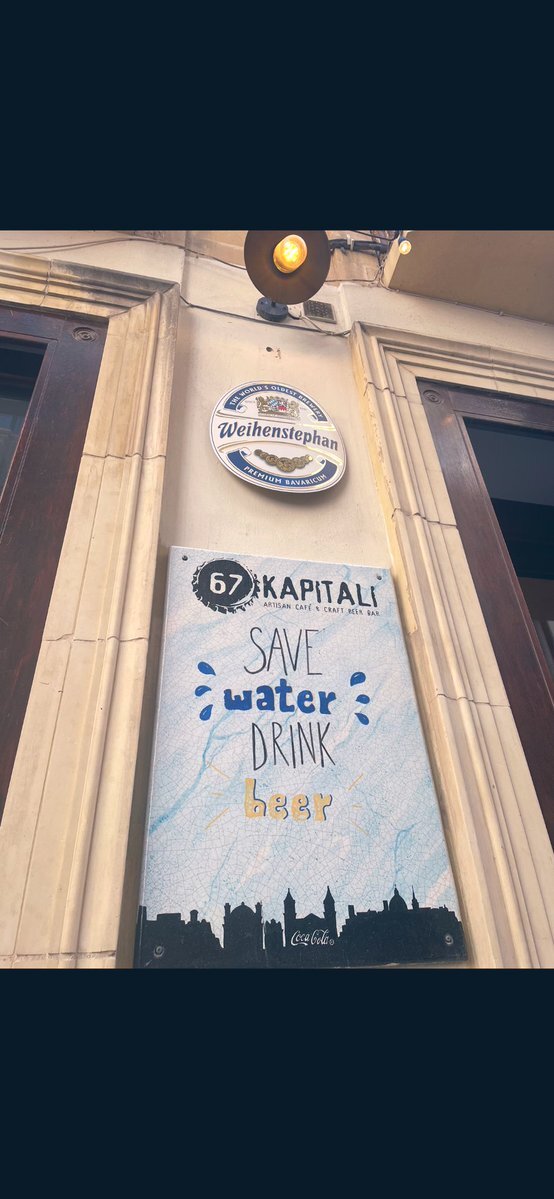 THE WORLD'S OLDEST BREWERY
Weihenstephan
PREMIUM BAVARICUM
67 KAPITALI
ARTISAN CAFÉ & CRAFT BEER BAR
SAVE
water
DRINK
beer
Coca-Cola